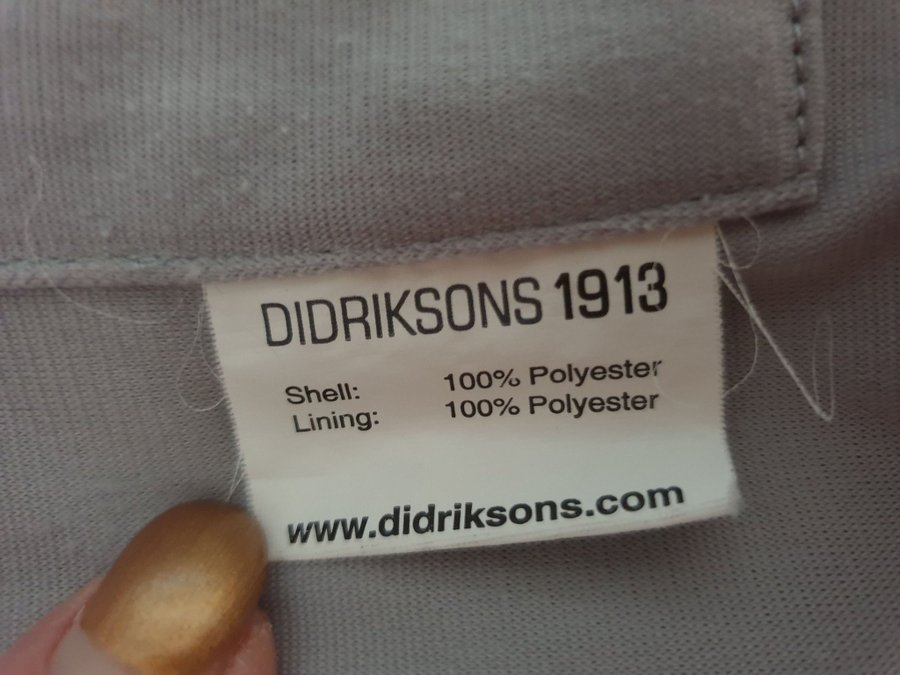 DIDRIKSONS 1913
Shell: 100% Polyester
Lining: 100% Polyester
www.didriksons.com